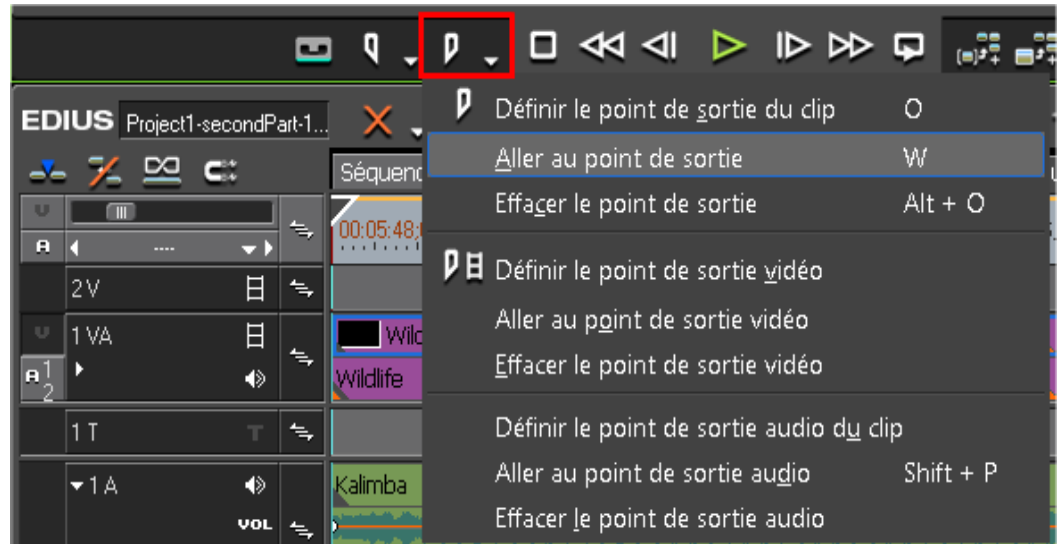 EDIUS Project1-secondPart-1...
Séquenc
00:05:48;
A ----
2 V
1 VA
A 1 2
Wild
Wildlife
1 T T
1 A
Kalimba
VOL
Définir le point de sortie du clip O
Aller au point de sortie W
Effacer le point de sortie Alt + O
Définir le point de sortie vidéo
Aller au point de sortie vidéo
Effacer le point de sortie vidéo
Définir le point de sortie audio du clip
Aller au point de sortie audio Shift + P
Effacer le point de sortie audio